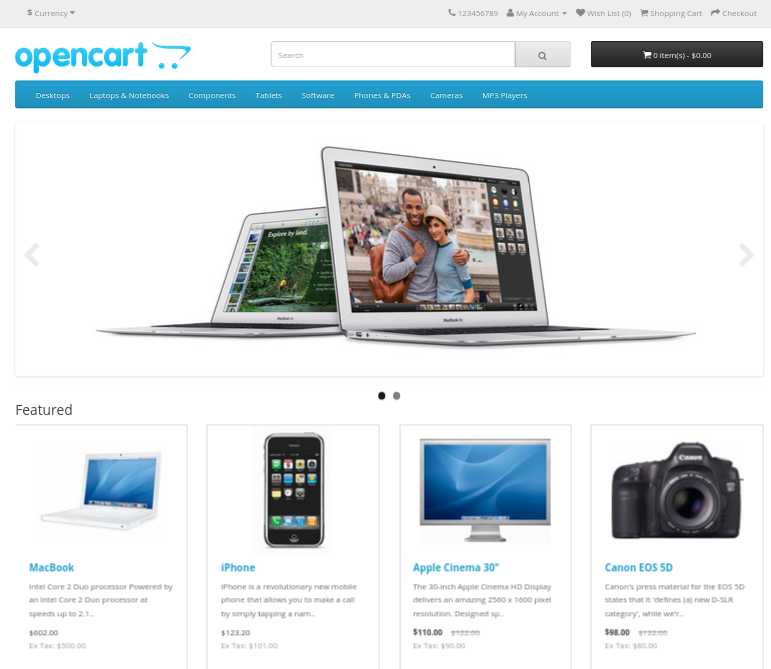 $ Currency
123456789 My Account Wish List (0) Shopping Cart Checkout
opencart
Search
0 item(s) - $0.00
Desktops Laptops & Notebooks Components Tablets Software Phones & PDAs Cameras MP3 Players
Explore by land.
MacBook Air
MacBook Air
Featured
Canon
MacBook
Intel Core 2 Duo processor Powered by
an Intel Core 2 Duo processor at
speeds up to 2.1..
$602.00
Ex Tax: $500.00
iPhone
iPhone is a revolutionary new mobile
phone that allows you to make a call
by simply tapping a nam..
$123.20
Ex Tax: $101.00
Apple Cinema 30"
The 30-inch Apple Cinema HD Display
delivers an amazing 2560 x 1600 pixel
resolution. Designed sp..
$110.00 $122.00
Ex Tax: $90.00
Canon EOS 5D
Canon's press material for the EOS 5D
states that it 'defines (a) new D-SLR
category', while we'r..
$98.00 $122.00
Ex Tax: $80.00